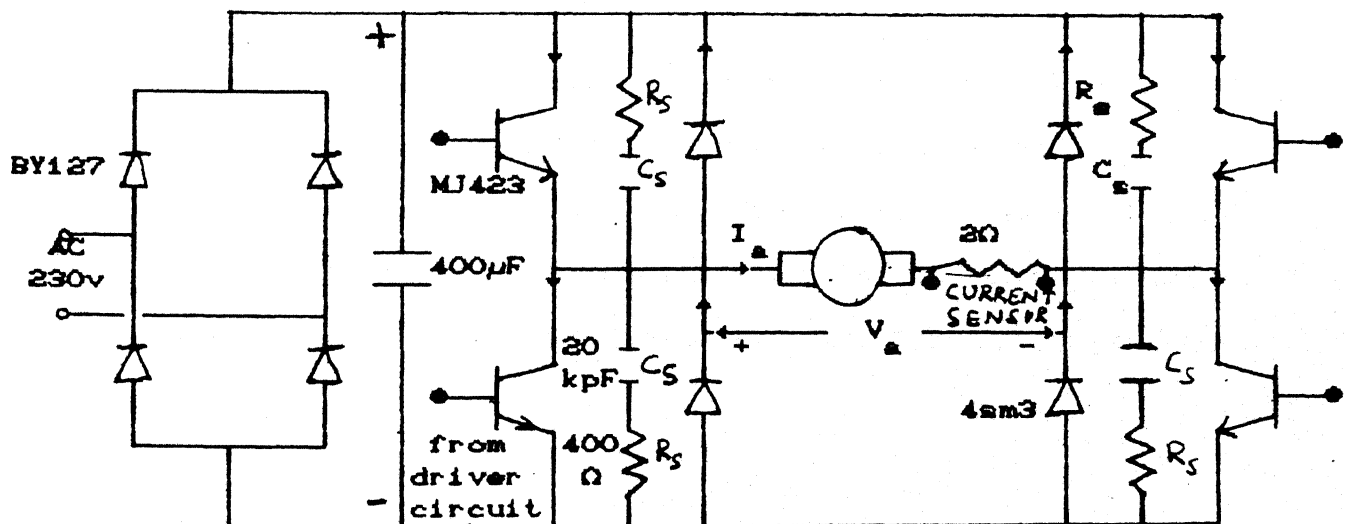 +
BY127
AC
230v
400µF
-
MJ423
R_S
C_S
20
kpF
C_S
400
Ω
R_S
from
driver
circuit
I_a
2Ω
CURRENT
SENSOR
+ V_a -
R_s
C_s
4sm3
C_S
R_S